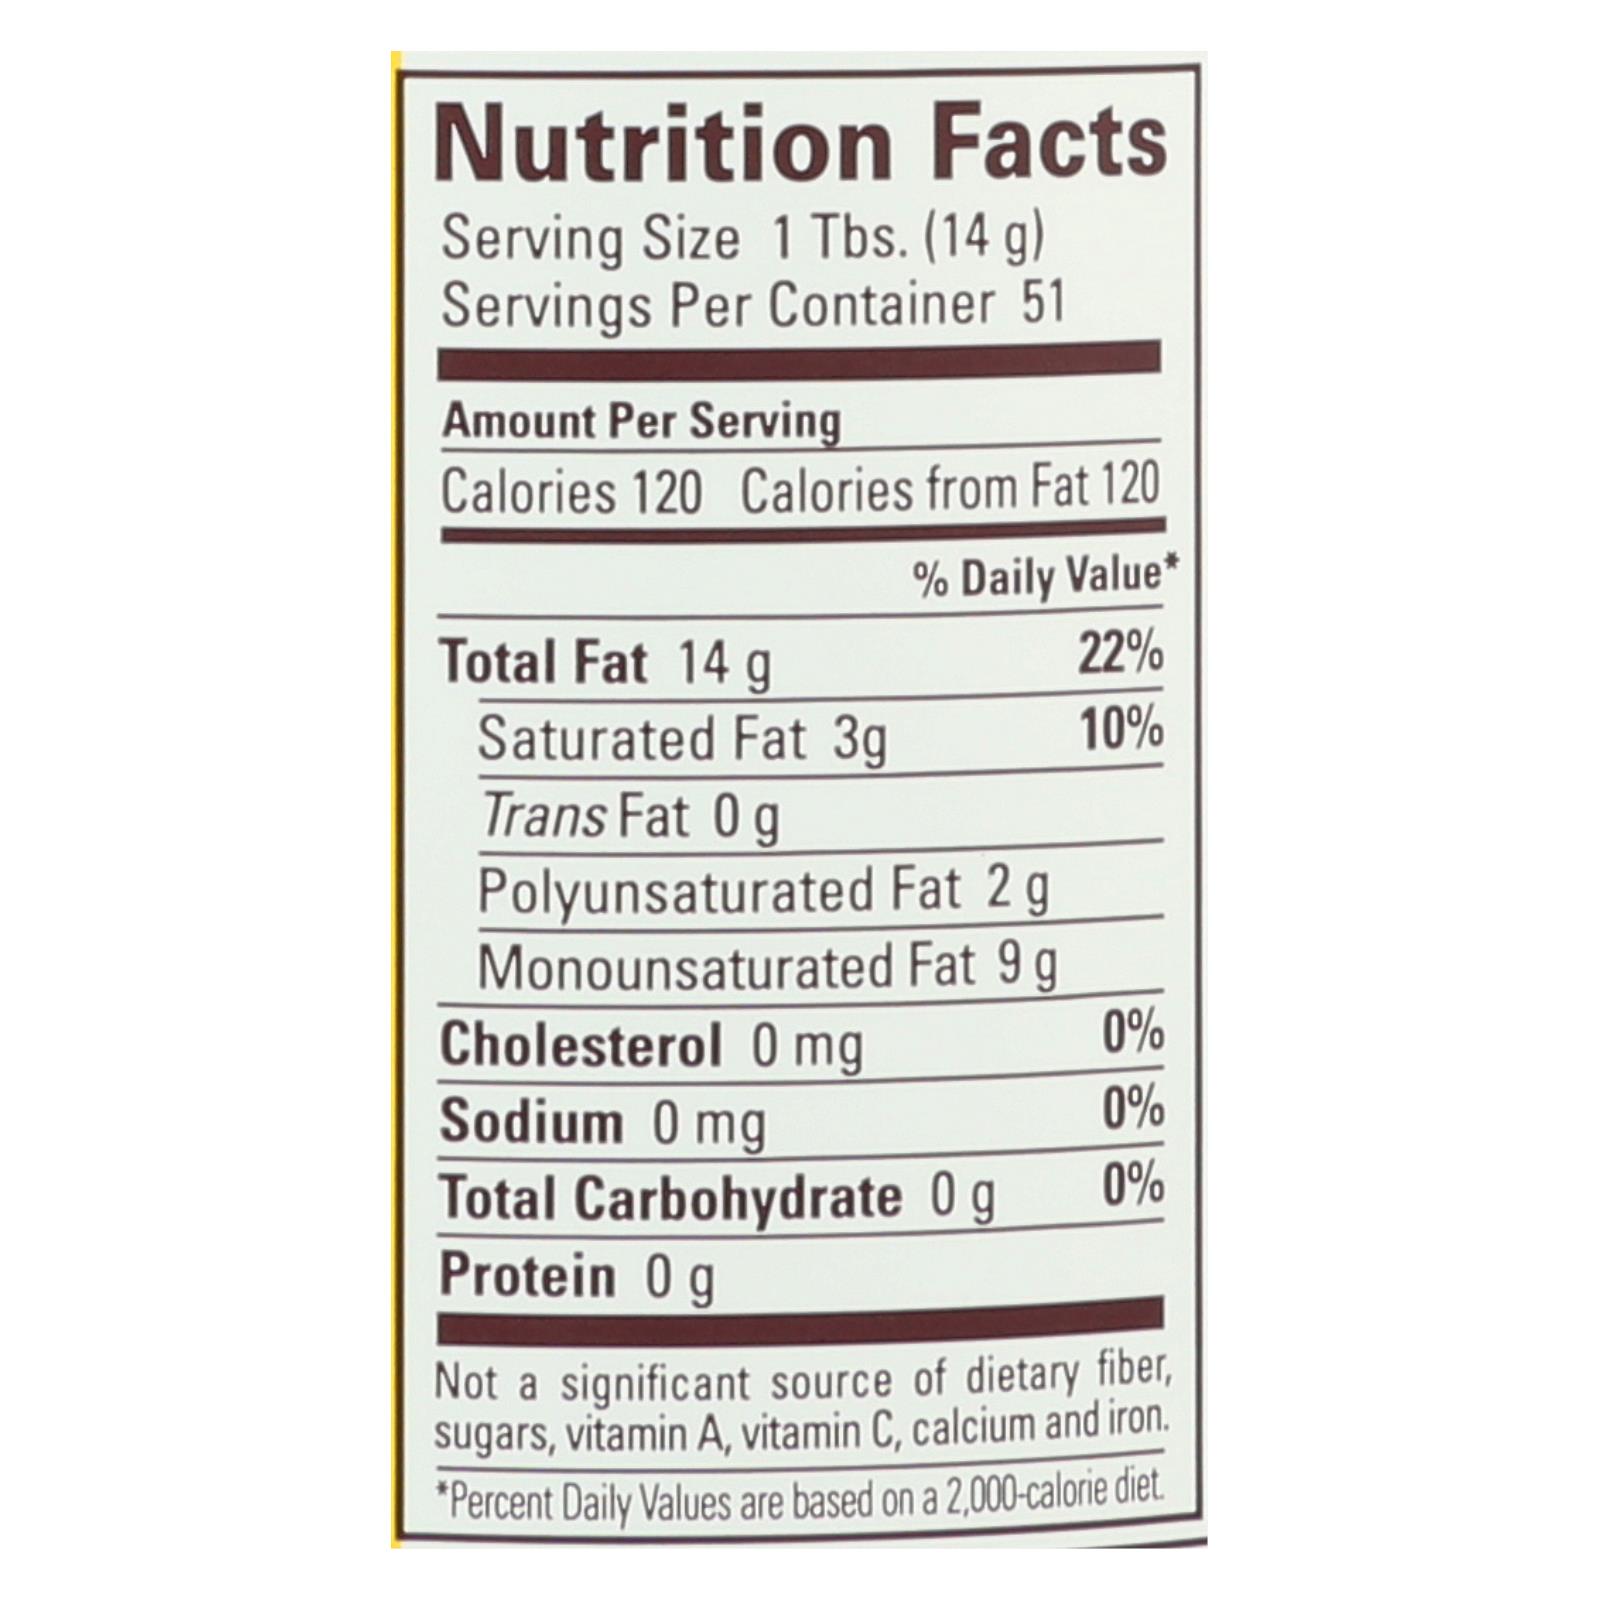 Nutrition Facts
Serving Size 1 Tbs. (14 g)
Servings Per Container 51
Amount Per Serving
Calories 120 Calories from Fat 120
% Daily Value*
Total Fat 14 g 22%
Saturated Fat 3g 10%
Trans Fat 0 g
Polyunsaturated Fat 2 g
Monounsaturated Fat 9 g
Cholesterol 0 mg 0%
Sodium 0 mg 0%
Total Carbohydrate 0 g 0%
Protein 0 g
Not a significant source of dietary fiber,
sugars, vitamin A, vitamin C, calcium and iron.
*Percent Daily Values are based on a 2,000-calorie diet.